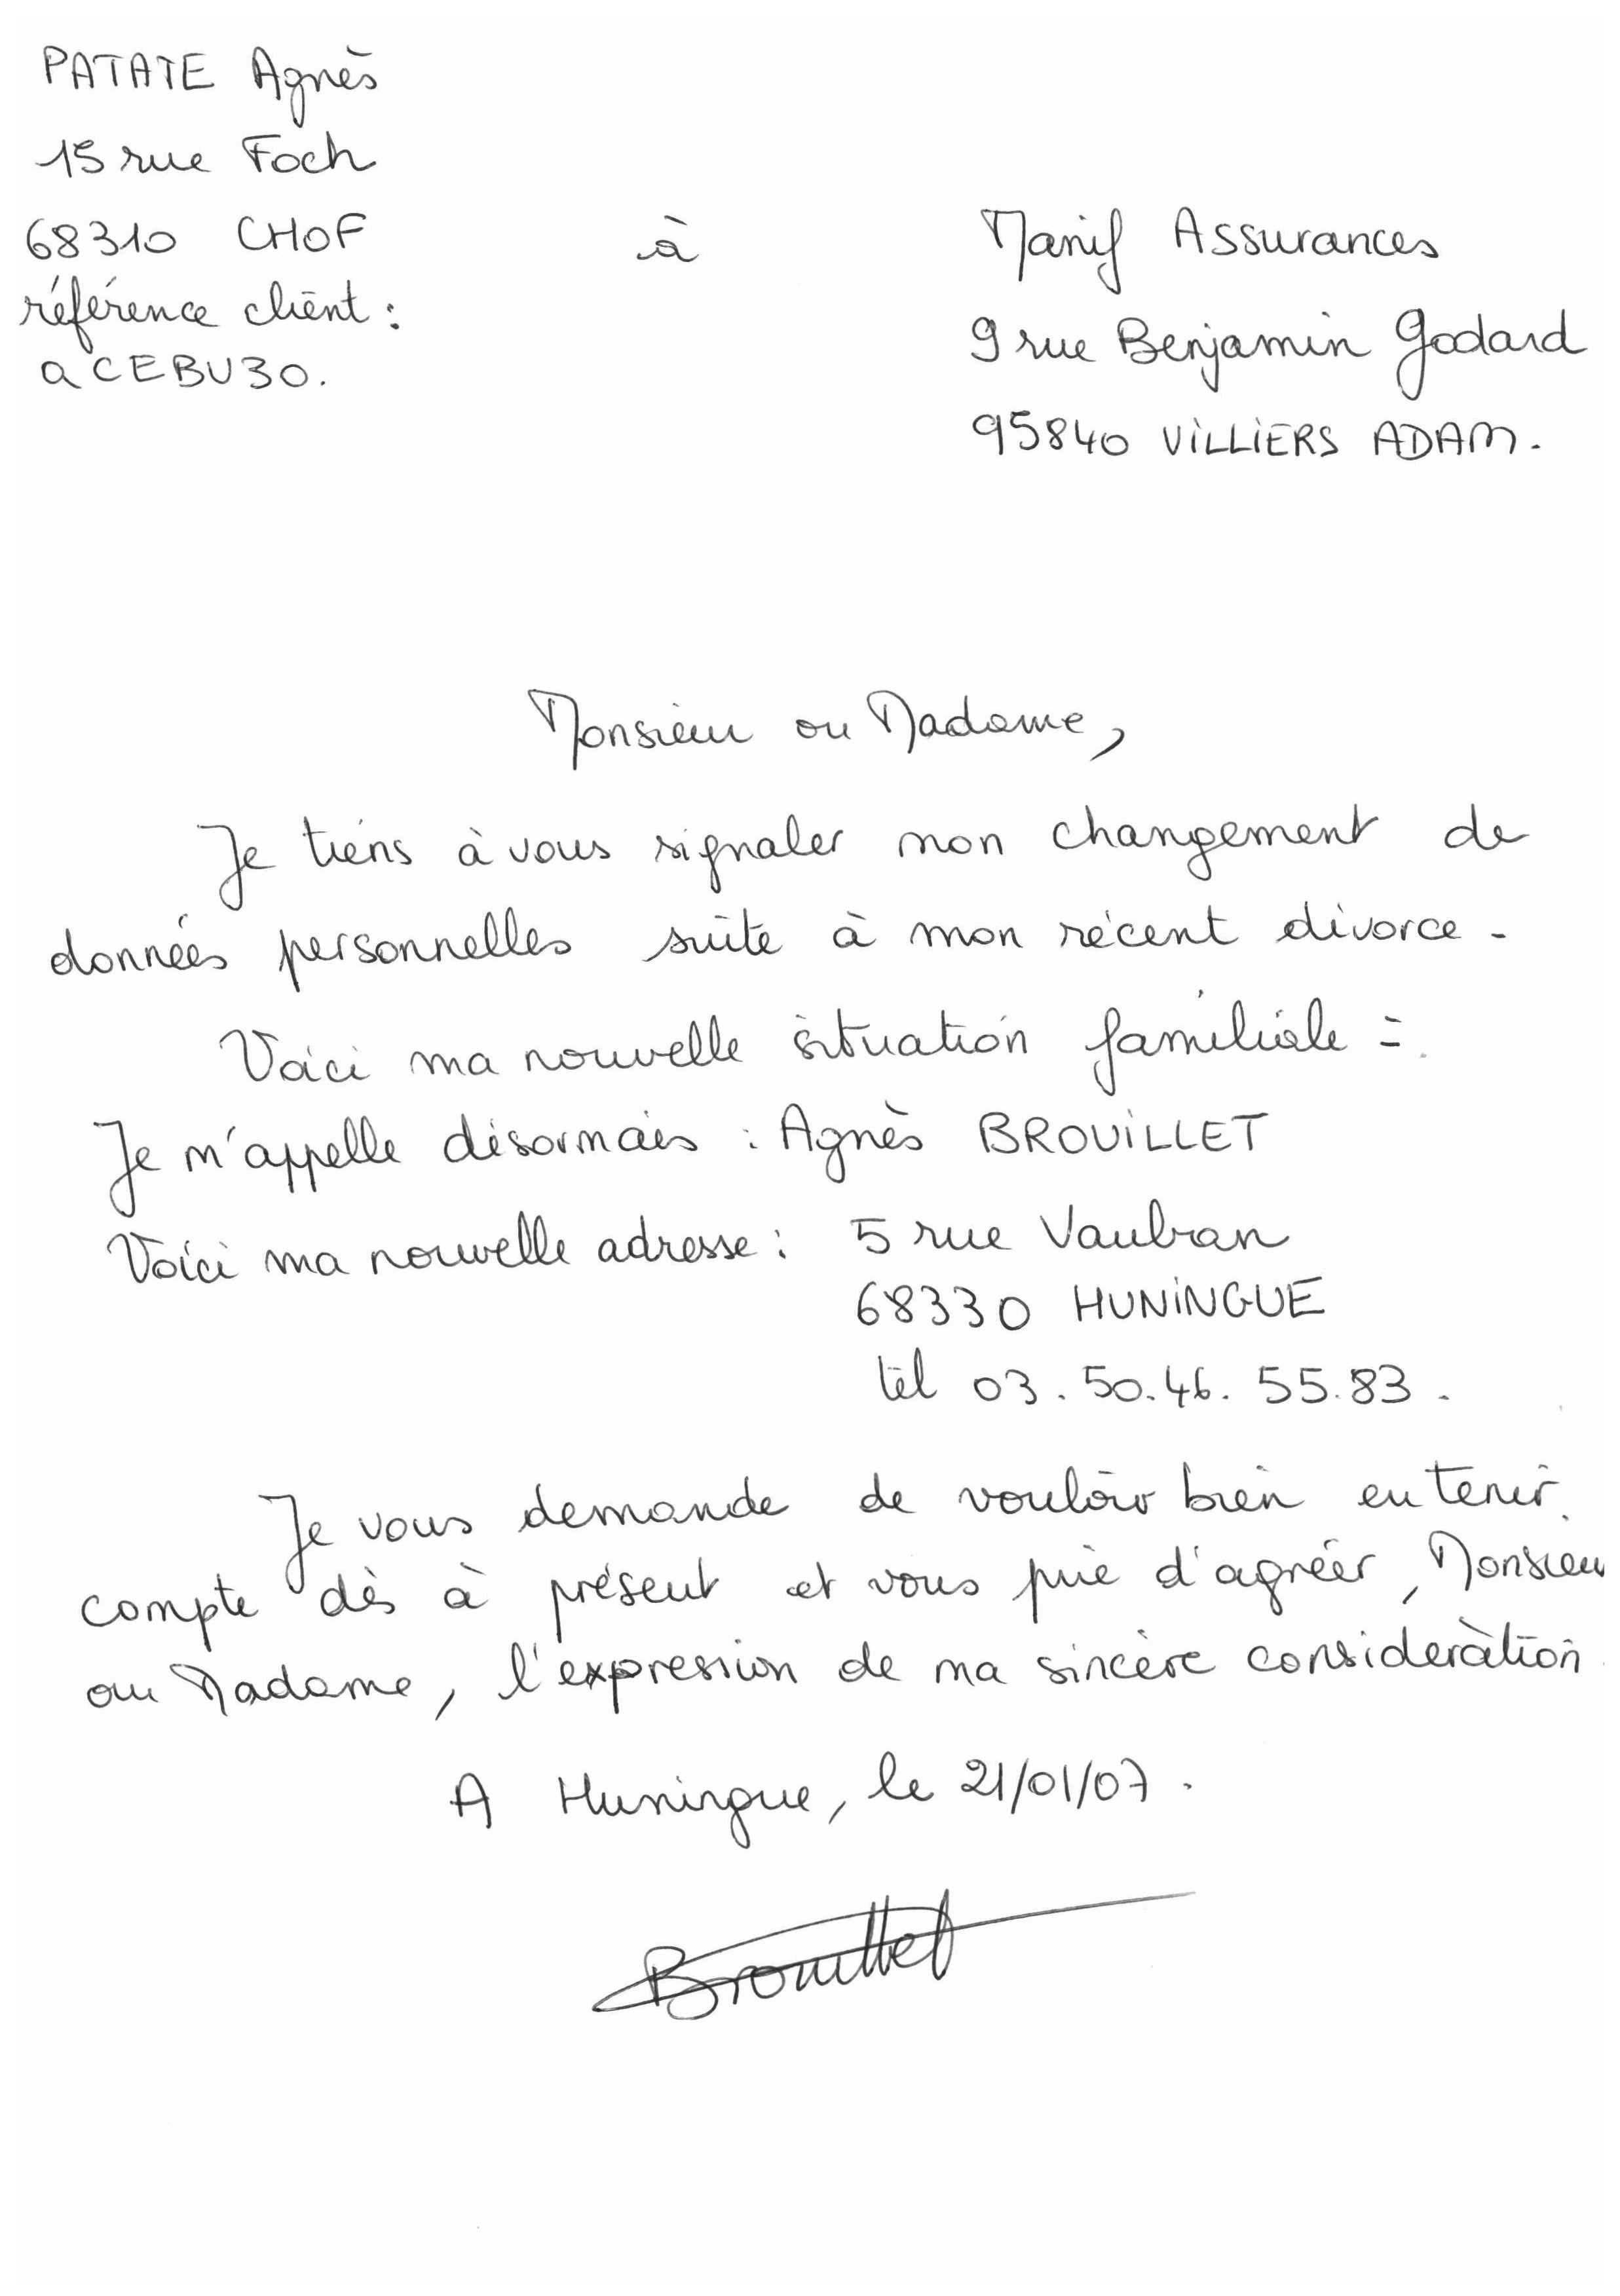 PATATE Agnès
15 rue Foch
68310 CHOF
référence client :
aCEBU30.
à
Manif Assurances
9 rue Benjamin Godard
95840 VILLIERS ADAM.
Monsieur ou Madame,
Je tiens à vous signaler mon changement de
données personnelles suite à mon récent divorce.
Voici ma nouvelle situation familiale :
Je m'appelle désormais : Agnès BROUILLET
Voici ma nouvelle adresse : 5 rue Vauban
68330 HUNINGUE
tél 03.50.46.55.83.
Je vous demande de vouloir bien en tenir
compte dès à présent et vous prie d'agréer, Monsieur
ou Madame, l'expression de ma sincère considération
A Huningue, le 21/01/07.
Brouillet